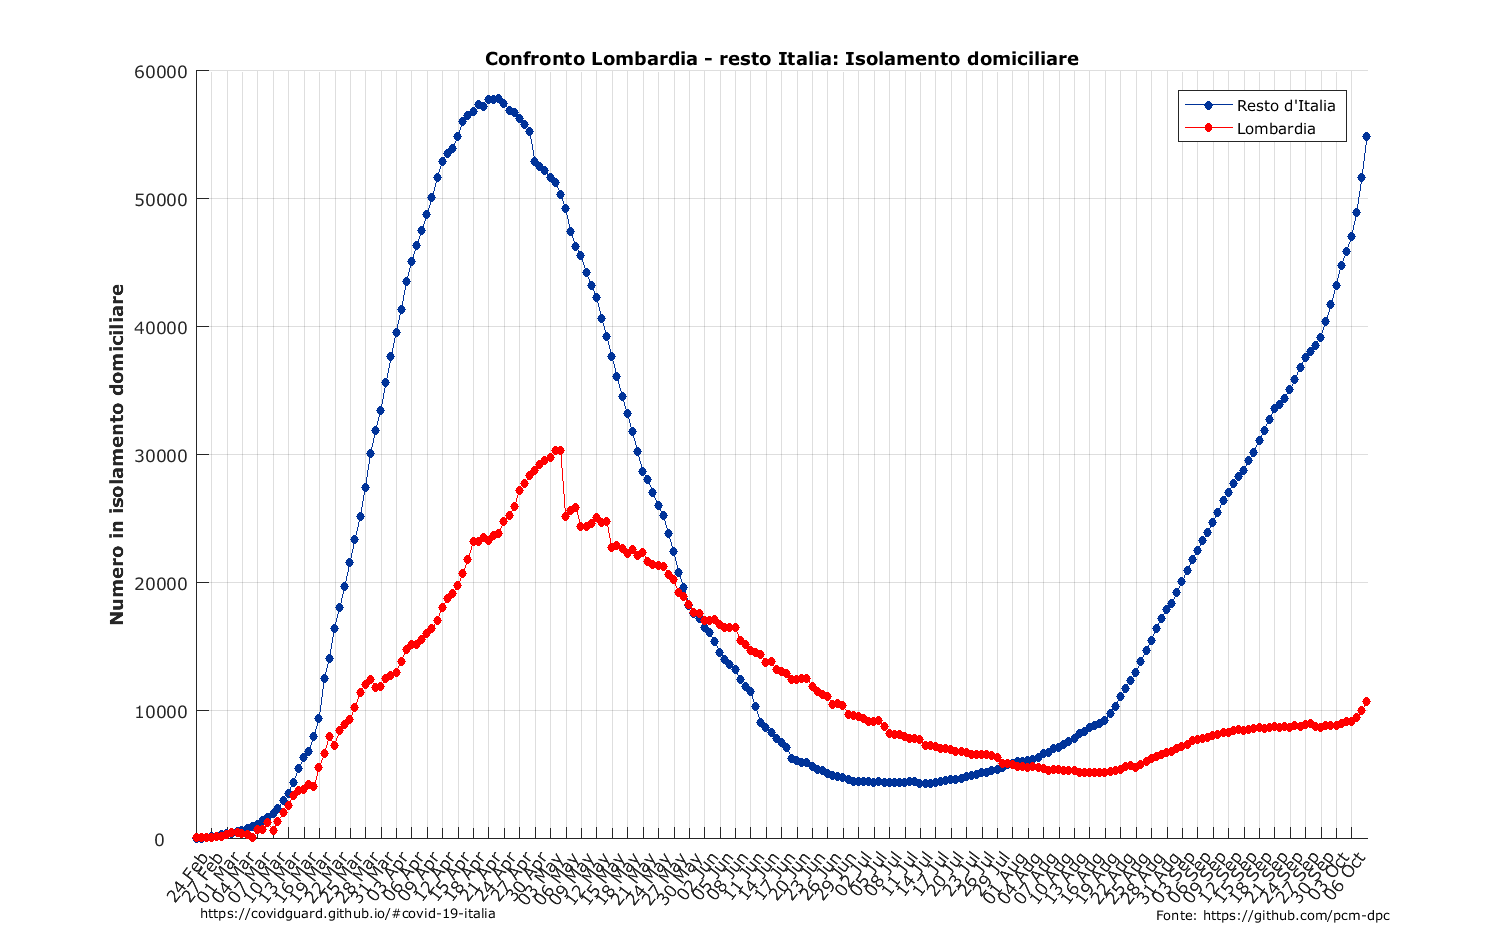 Confronto Lombardia - resto Italia: Isolamento domiciliare
Numero in isolamento domiciliare
60000
50000
40000
30000
20000
10000
0
Resto d'Italia
Lombardia
24 Feb
27 Feb
01 Mar
04 Mar
07 Mar
10 Mar
13 Mar
16 Mar
19 Mar
22 Mar
25 Mar
28 Mar
31 Mar
03 Apr
06 Apr
09 Apr
12 Apr
15 Apr
18 Apr
21 Apr
24 Apr
27 Apr
30 Apr
03 May
06 May
09 May
12 May
15 May
18 May
21 May
24 May
27 May
30 May
02 Jun
05 Jun
08 Jun
11 Jun
14 Jun
17 Jun
20 Jun
23 Jun
26 Jun
29 Jun
02 Jul
05 Jul
08 Jul
11 Jul
14 Jul
17 Jul
20 Jul
23 Jul
26 Jul
29 Jul
01 Aug
04 Aug
07 Aug
10 Aug
13 Aug
16 Aug
19 Aug
22 Aug
25 Aug
28 Aug
31 Aug
03 Sep
06 Sep
09 Sep
12 Sep
15 Sep
18 Sep
21 Sep
24 Sep
27 Sep
30 Sep
03 Oct
06 Oct
https://covidguard.github.io/#covid-19-italia
Fonte: https://github.com/pcm-dpc